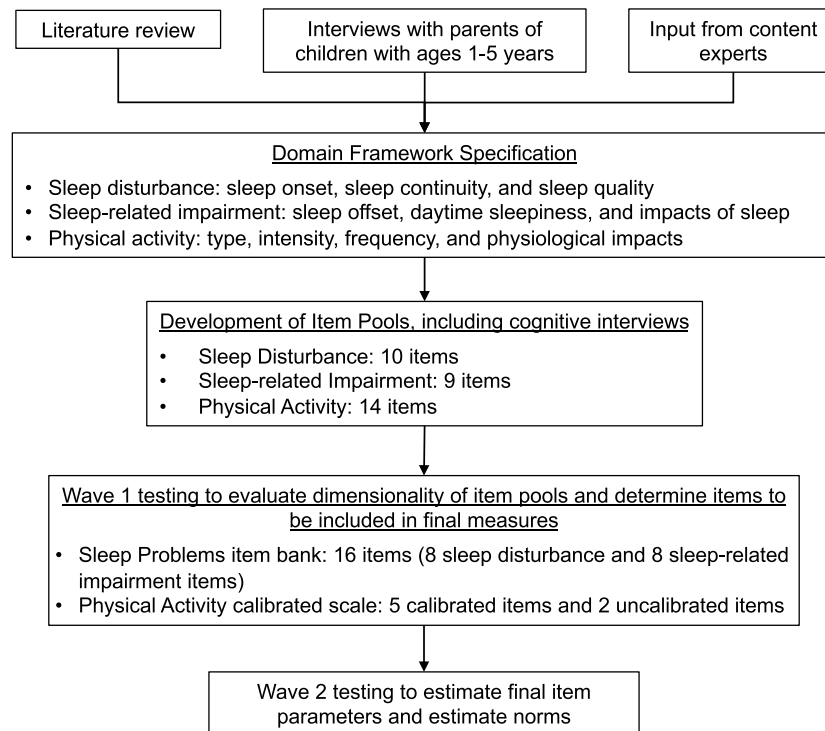 Literature review
Interviews with parents of
children with ages 1-5 years
Input from content
experts
Domain Framework Specification
• Sleep disturbance: sleep onset, sleep continuity, and sleep quality
• Sleep-related impairment: sleep offset, daytime sleepiness, and impacts of sleep
• Physical activity: type, intensity, frequency, and physiological impacts
Development of Item Pools, including cognitive interviews
• Sleep Disturbance: 10 items
• Sleep-related Impairment: 9 items
• Physical Activity: 14 items
Wave 1 testing to evaluate dimensionality of item pools and determine items to
be included in final measures
• Sleep Problems item bank: 16 items (8 sleep disturbance and 8 sleep-related
impairment items)
• Physical Activity calibrated scale: 5 calibrated items and 2 uncalibrated items
Wave 2 testing to estimate final item
parameters and estimate norms